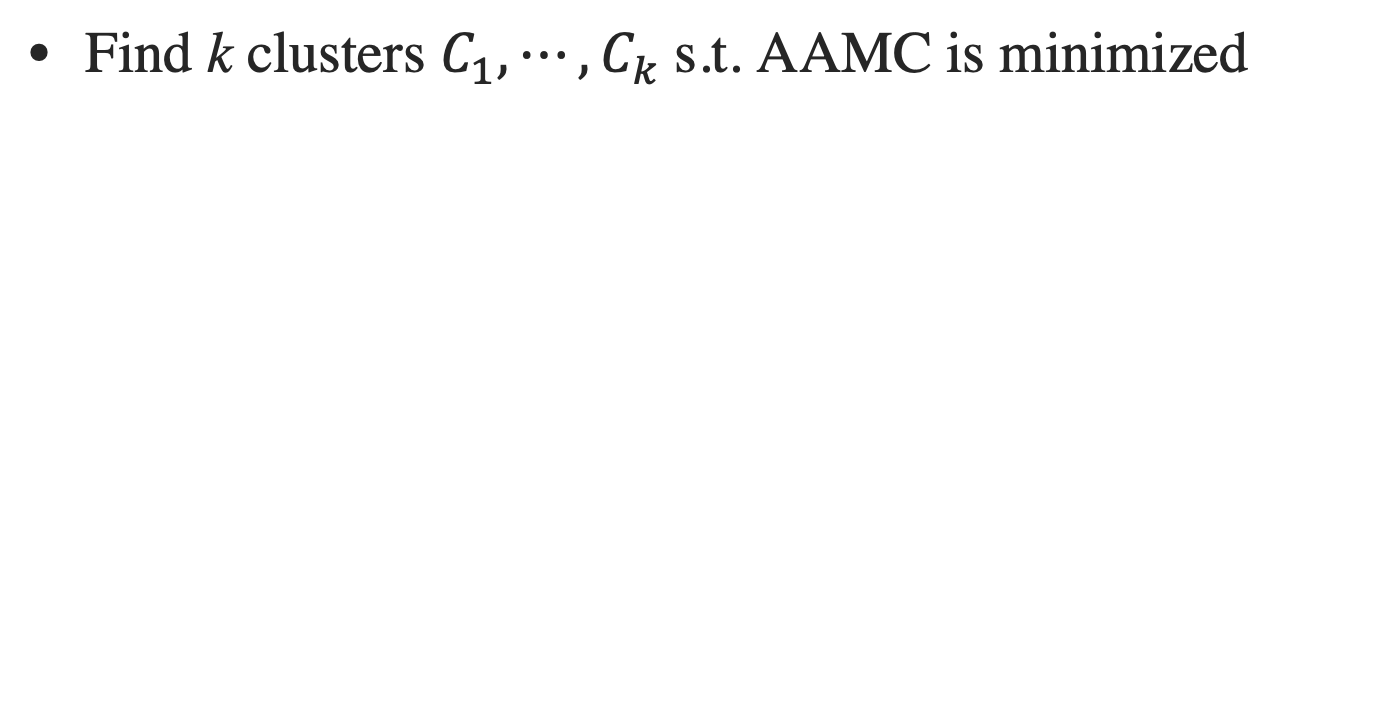 • Find k clusters C₁, ⋯ , Cₖ s.t. AAMC is minimized